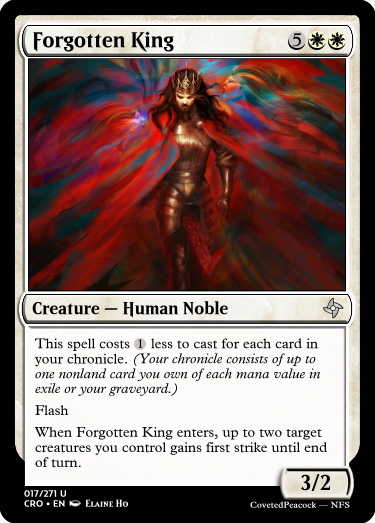 Forgotten King 5
Creature — Human Noble
This spell costs 1 less to cast for each card in
your chronicle. (Your chronicle consists of up to
one nonland card you own of each mana value in
exile or your graveyard.)
Flash
When Forgotten King enters, up to two target
creatures you control gains first strike until end
of turn.
3/2
017/271 U
CRO • EN Elaine Ho
CovetedPeacock — NFS